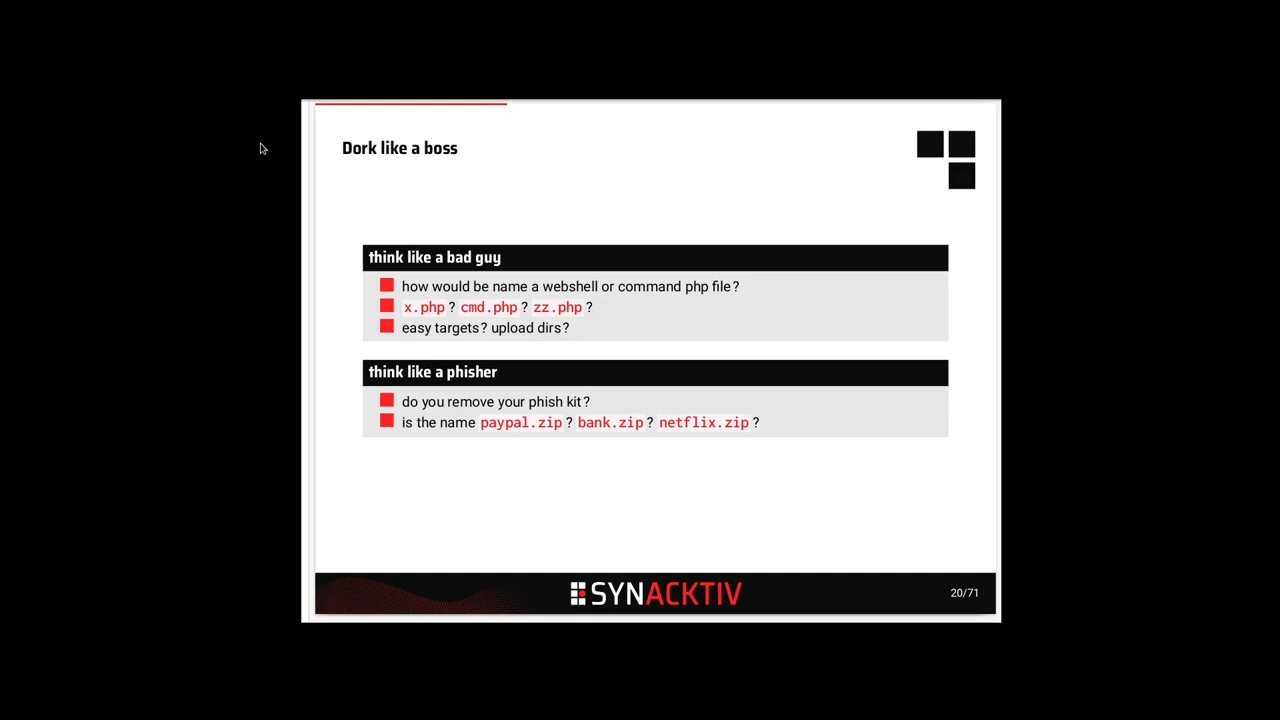 Dork like a boss
think like a bad guy
how would be name a webshell or command php file?
x.php ? cmd.php ? zz.php ?
easy targets? upload dirs?
think like a phisher
do you remove your phish kit?
is the name paypal.zip ? bank.zip ? netflix.zip ?
SYNACKTIV
20/71